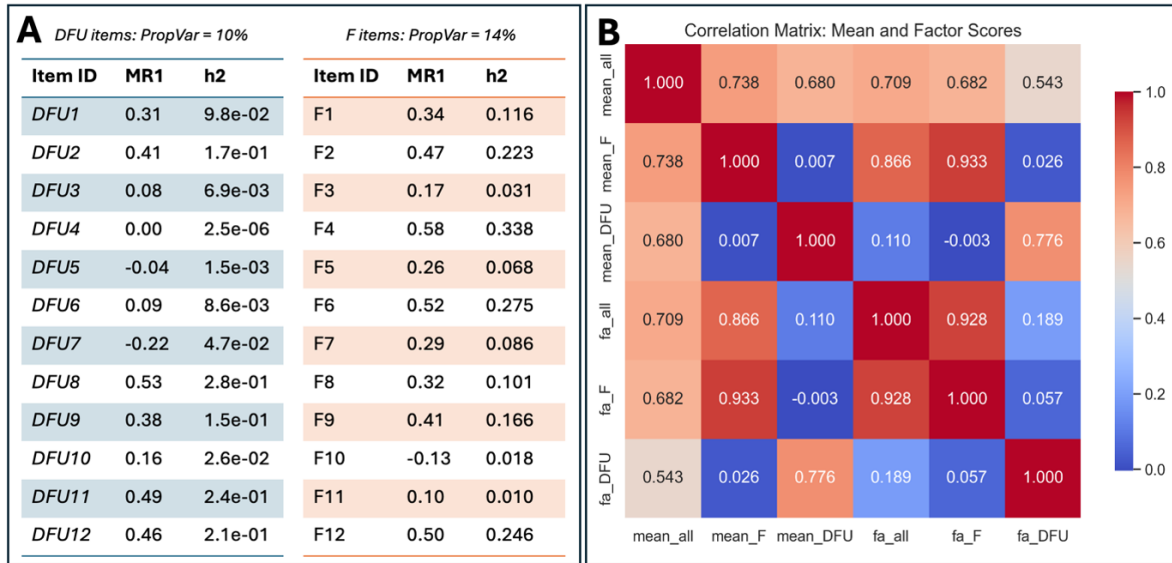 A
DFU items: PropVar = 10%
Item ID MR1 h2
DFU1 0.31 9.8e-02
DFU2 0.41 1.7e-01
DFU3 0.08 6.9e-03
DFU4 0.00 2.5e-06
DFU5 -0.04 1.5e-03
DFU6 0.09 8.6e-03
DFU7 -0.22 4.7e-02
DFU8 0.53 2.8e-01
DFU9 0.38 1.5e-01
DFU10 0.16 2.6e-02
DFU11 0.49 2.4e-01
DFU12 0.46 2.1e-01
F items: PropVar = 14%
Item ID MR1 h2
F1 0.34 0.116
F2 0.47 0.223
F3 0.17 0.031
F4 0.58 0.338
F5 0.26 0.068
F6 0.52 0.275
F7 0.29 0.086
F8 0.32 0.101
F9 0.41 0.166
F10 -0.13 0.018
F11 0.10 0.010
F12 0.50 0.246
B
Correlation Matrix: Mean and Factor Scores
mean_all 1.000 0.738 0.680 0.709 0.682 0.543
mean_F 0.738 1.000 0.007 0.866 0.933 0.026
mean_DFU 0.680 0.007 1.000 0.110 -0.003 0.776
fa_all 0.709 0.866 0.110 1.000 0.928 0.189
fa_F 0.682 0.933 -0.003 0.928 1.000 0.057
fa_DFU 0.543 0.026 0.776 0.189 0.057 1.000
mean_all mean_F mean_DFU fa_all fa_F fa_DFU
1.0
0.8
0.6
0.4
0.2
0.0